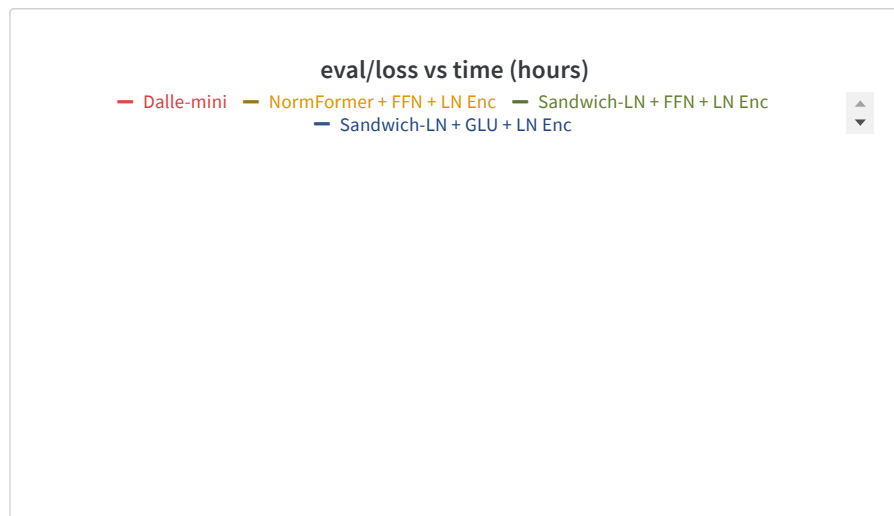 eval/loss vs time (hours)
Dalle-mini NormFormer + FFN + LN Enc Sandwich-LN + FFN + LN Enc
Sandwich-LN + GLU + LN Enc